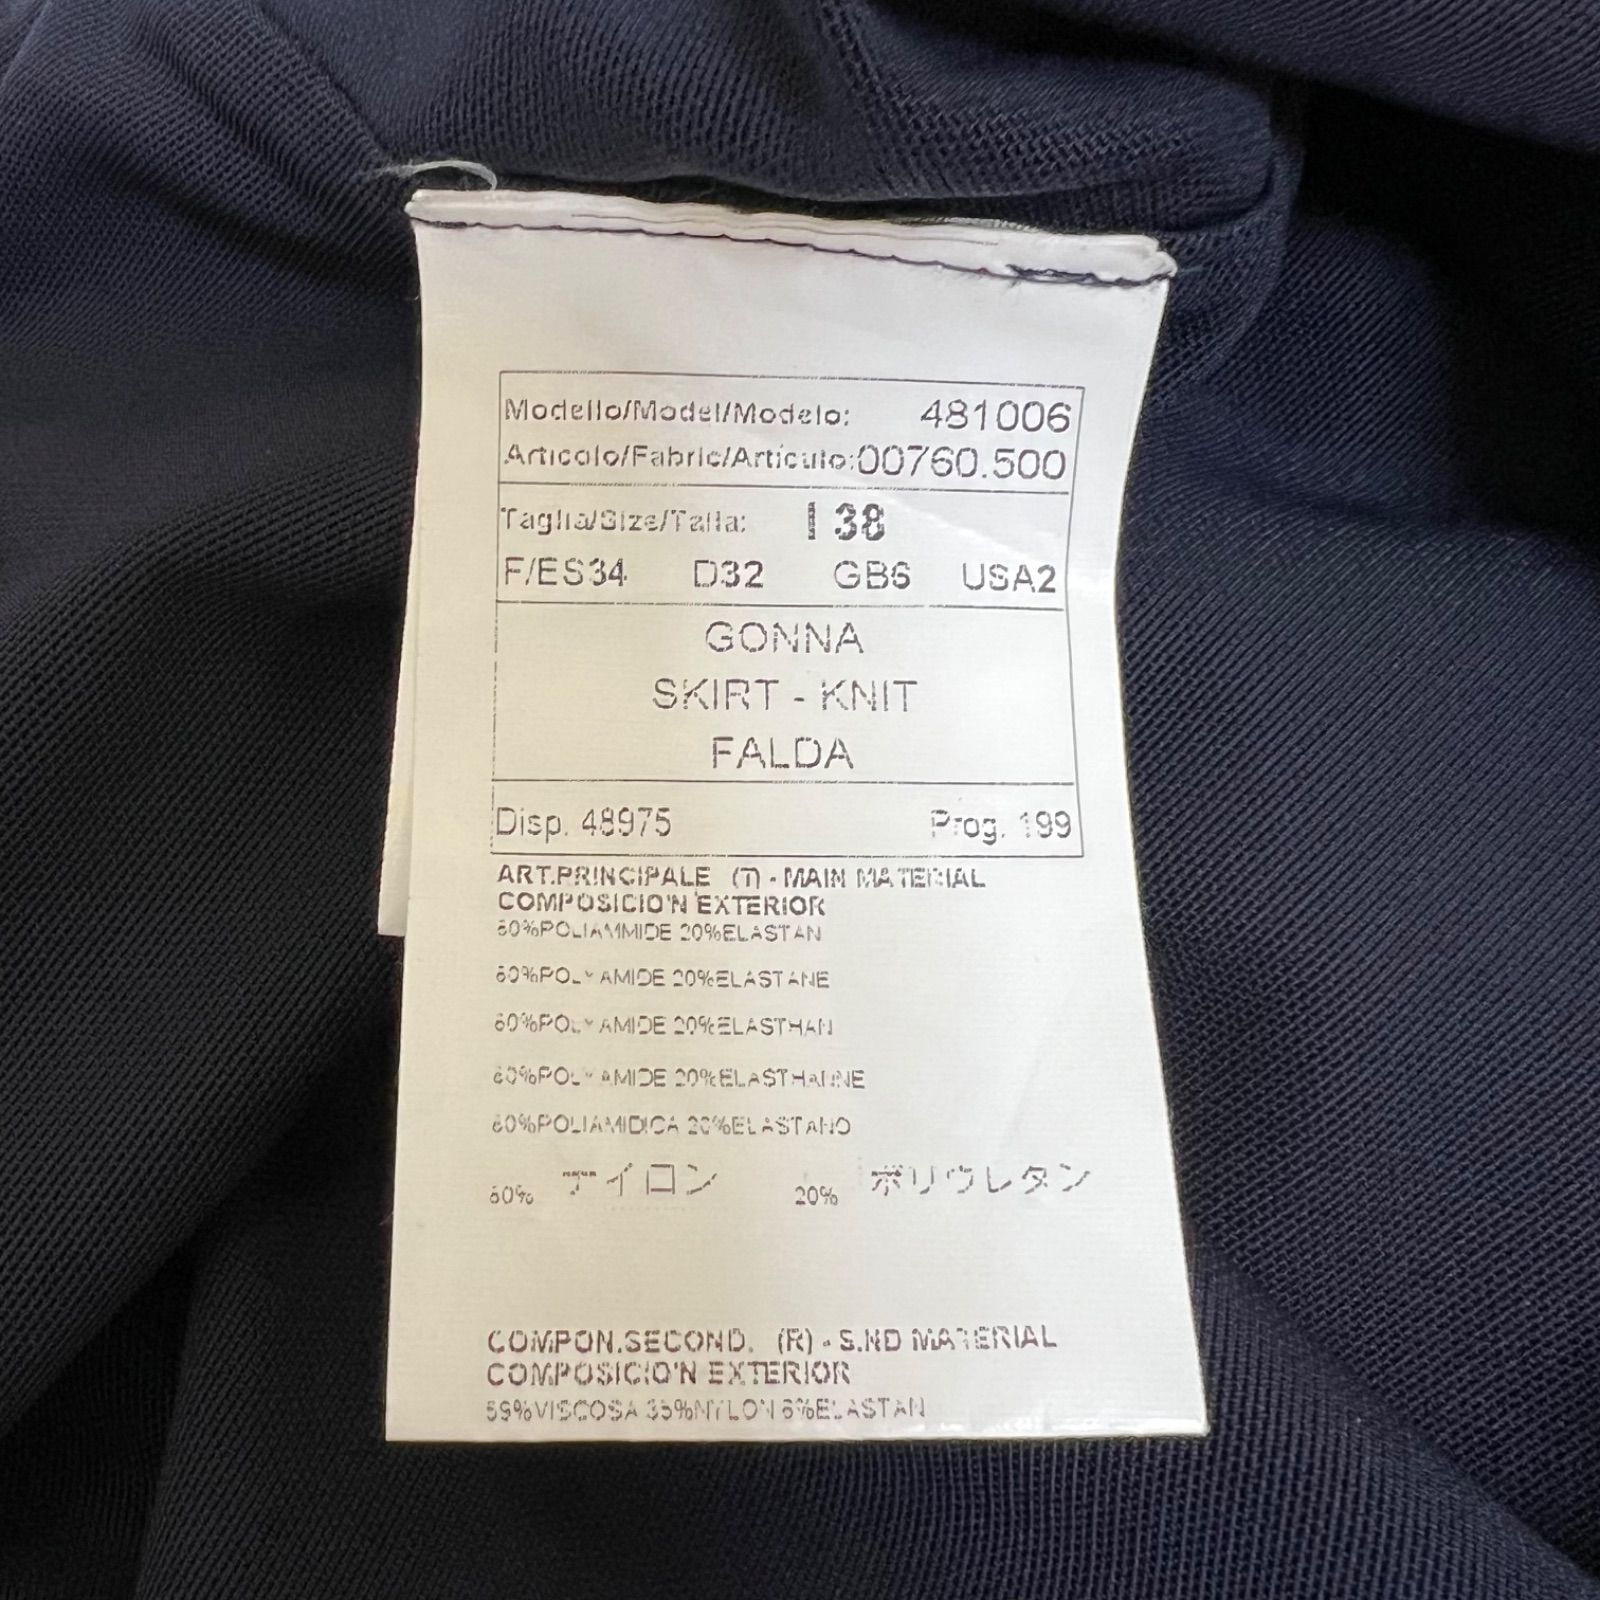 Modello/Model/Modelo: 481006
Articolo/Fabric/Artículo: 00760.500
Taglia/Size/Talla: I 38
F/ES34 D32 GB6 USA2
GONNA
SKIRT - KNIT
FALDA
Disp. 48975 Prog. 199
ART.PRINCIPALE (T) - MAIN MATERIAL
COMPOSICIO'N EXTERIOR
80%POLIAMMIDE 20%ELASTAN
80%POLYAMIDE 20%ELASTANE
80%POLYAMIDE 20%ELASTHAN
80%POLYAMIDE 20%ELASTHANNE
80%POLIAMIDICA 20%ELASTANO
80% ナイロン 20% ポリウレタン
COMPON.SECOND. (R) - S.ND MATERIAL
COMPOSICIO'N EXTERIOR
59%VISCOSA 35%NYLON 6%ELASTAN